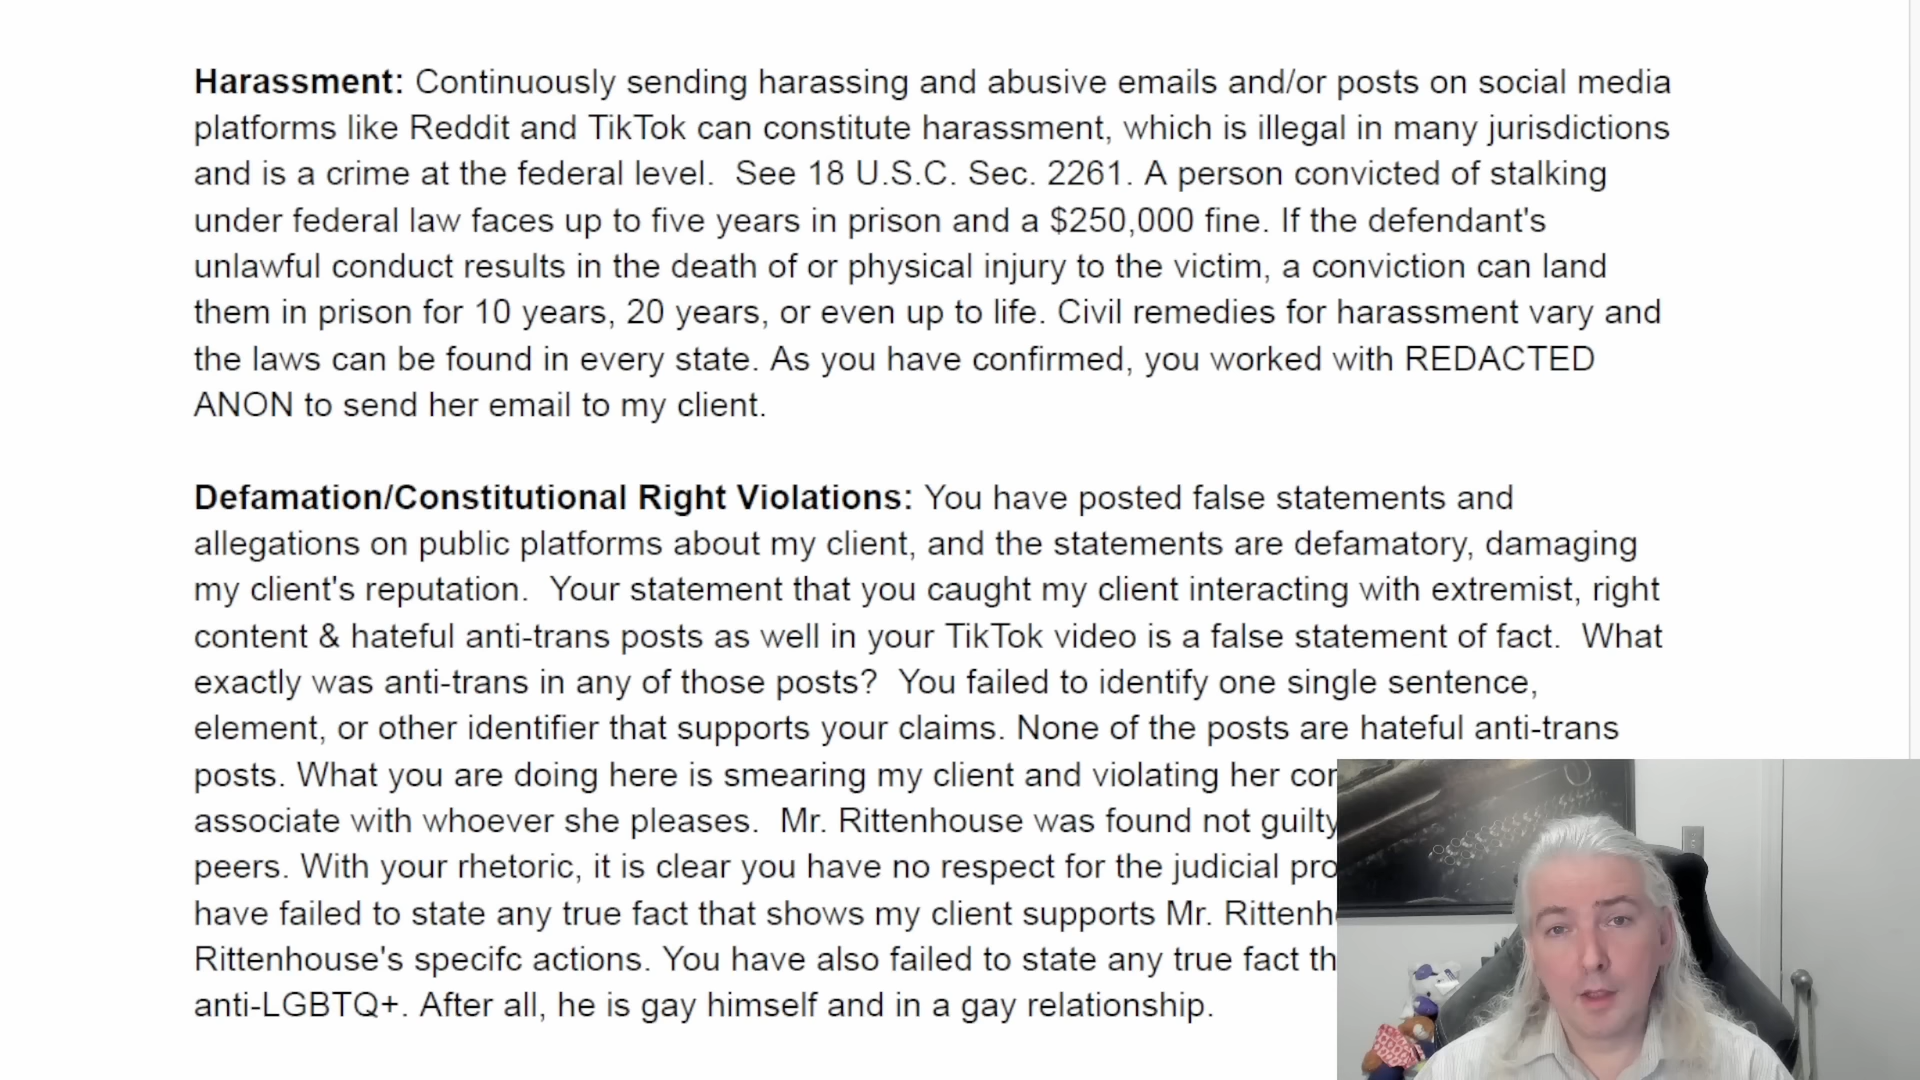 Harassment: Continuously sending harassing and abusive emails and/or posts on social media
platforms like Reddit and TikTok can constitute harassment, which is illegal in many jurisdictions
and is a crime at the federal level.  See 18 U.S.C. Sec. 2261. A person convicted of stalking
under federal law faces up to five years in prison and a $250,000 fine. If the defendant's
unlawful conduct results in the death of or physical injury to the victim, a conviction can land
them in prison for 10 years, 20 years, or even up to life. Civil remedies for harassment vary and
the laws can be found in every state. As you have confirmed, you worked with REDACTED
ANON to send her email to my client.
Defamation/Constitutional Right Violations: You have posted false statements and
allegations on public platforms about my client, and the statements are defamatory, damaging
my client's reputation.  Your statement that you caught my client interacting with extremist, right
content & hateful anti-trans posts as well in your TikTok video is a false statement of fact.  What
exactly was anti-trans in any of those posts?  You failed to identify one single sentence,
element, or other identifier that supports your claims. None of the posts are hateful anti-trans
posts. What you are doing here is smearing my client and violating her
associate with whoever she pleases.  Mr. Rittenhouse was found not guilty
peers. With your rhetoric, it is clear you have no respect for the judicial
have failed to state any true fact that shows my client supports Mr.
Rittenhouse's specifc actions. You have also failed to state any true fact
anti-LGBTQ+. After all, he is gay himself and in a gay relationship.